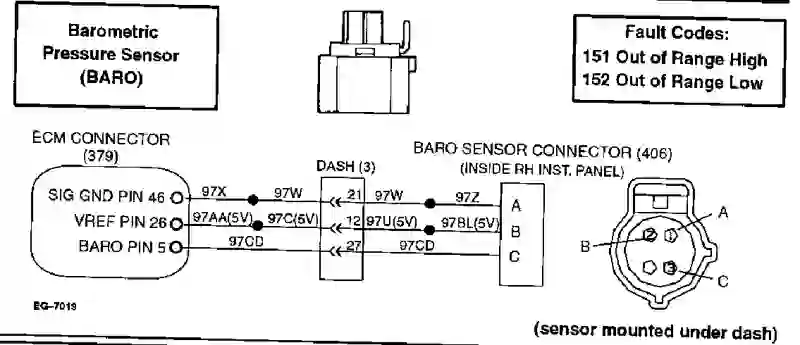 Barometric
Pressure Sensor
(BARO)
Fault Codes:
151 Out of Range High
152 Out of Range Low
ECM CONNECTOR
(379)
DASH (3)
BARO SENSOR CONNECTOR (406)
(INSIDE RH INST. PANEL)
SIG GND PIN 46 97X 97W 21 97W 97Z A
VREF PIN 26 97AA(5V) 97C(5V) 12 97U(5V) 97BL(5V) B
BARO PIN 5 97CD 27 97CD C
A
2 1
B
3
C
EG-7019
(sensor mounted under dash)